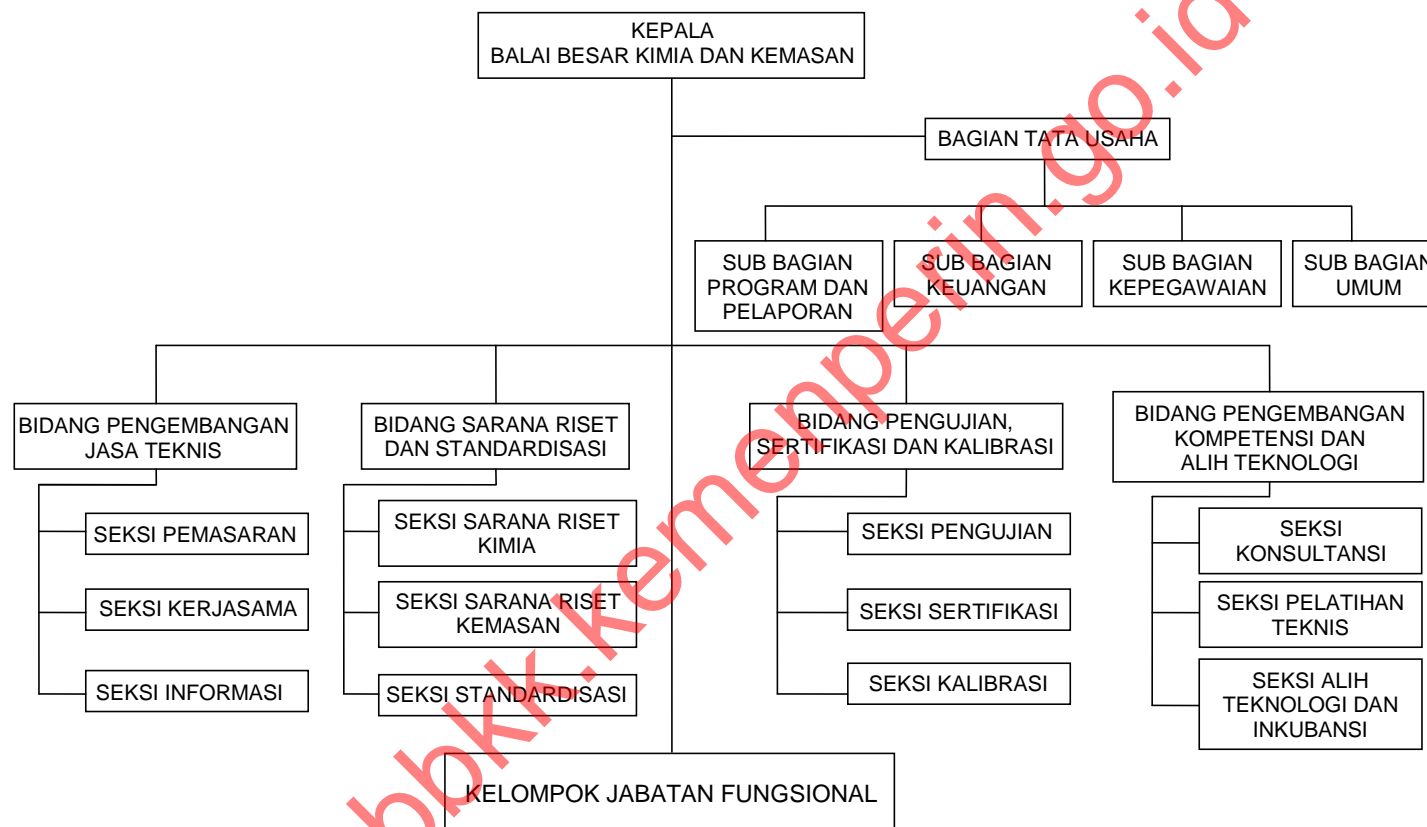 KEPALA
BALAI BESAR KIMIA DAN KEMASAN
BAGIAN TATA USAHA
SUB BAGIAN
PROGRAM DAN
PELAPORAN
SUB BAGIAN
KEUANGAN
SUB BAGIAN
KEPEGAWAIAN
SUB BAGIAN
UMUM
BIDANG PENGEMBANGAN
JASA TEKNIS
SEKSI PEMASARAN
SEKSI KERJASAMA
SEKSI INFORMASI
BIDANG SARANA RISET
DAN STANDARDISASI
SEKSI SARANA RISET
KIMIA
SEKSI SARANA RISET
KEMASAN
SEKSI STANDARDISASI
BIDANG PENGUJIAN,
SERTIFIKASI DAN KALIBRASI
SEKSI PENGUJIAN
SEKSI SERTIFIKASI
SEKSI KALIBRASI
BIDANG PENGEMBANGAN
KOMPETENSI DAN
ALIH TEKNOLOGI
SEKSI
KONSULTANSI
SEKSI PELATIHAN
TEKNIS
SEKSI ALIH
TEKNOLOGI DAN
INKUBANSI
KELOMPOK JABATAN FUNGSIONAL
bbkk.kemenperin.go.id